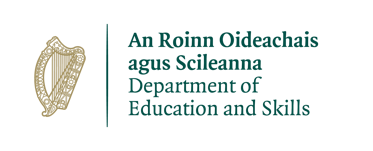 An Roinn Oideachais
agus Scileanna
Department of
Education and Skills